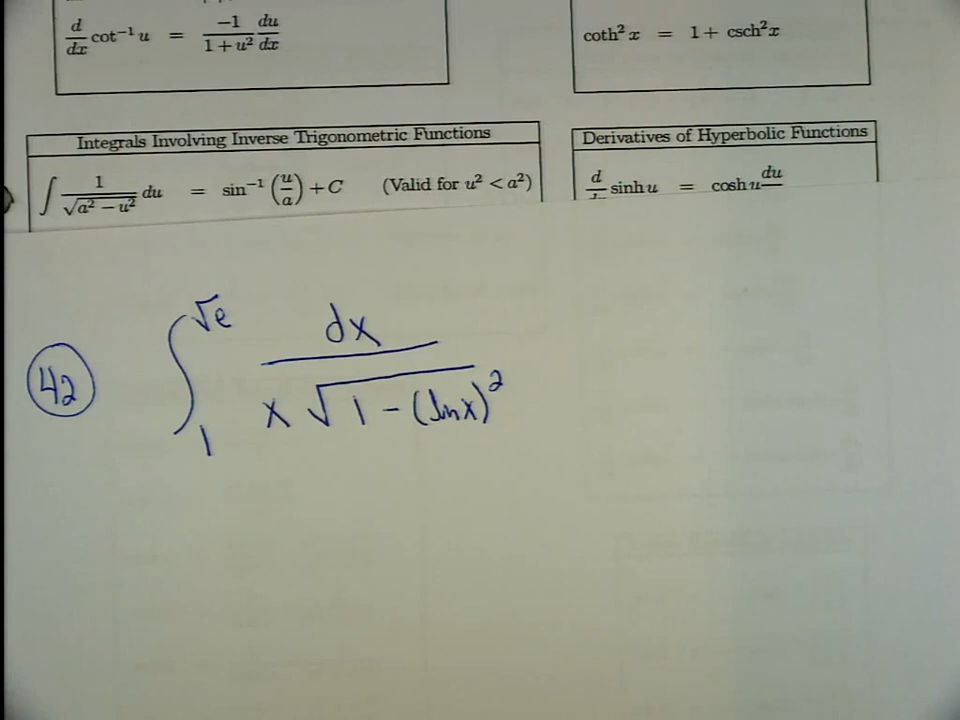 d/dx cot⁻¹ u = -1/(1 + u²) du/dx
coth² x = 1 + csch² x
Integrals Involving Inverse Trigonometric Functions
Derivatives of Hyperbolic Functions
∫ 1/√(a² − u²) du = sin⁻¹ (u/a) + C (Valid for u² < a²)
d/ sinh u = cosh u du
42 ∫₁^√e dx / (x √(1 − (ln x)²))